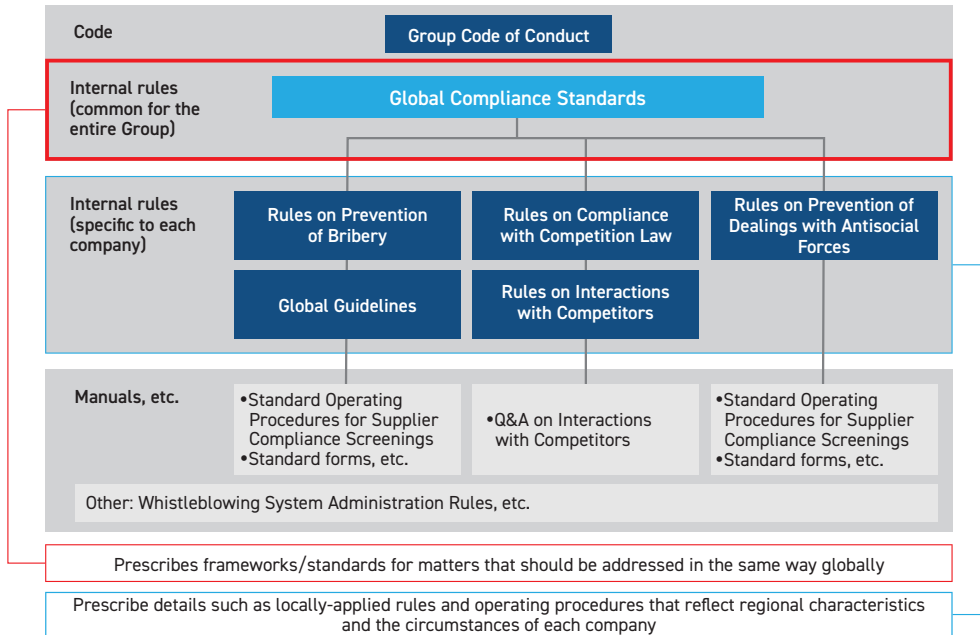 Code
Group Code of Conduct
Internal rules
(common for the
entire Group)
Global Compliance Standards
Internal rules
(specific to each
company)
Rules on Prevention
of Bribery
Rules on Compliance
with Competition Law
Rules on Prevention of
Dealings with Antisocial
Forces
Global Guidelines
Rules on Interactions
with Competitors
Manuals, etc.
•Standard Operating
Procedures for Supplier
Compliance Screenings
•Standard forms, etc.
•Q&A on Interactions
with Competitors
•Standard Operating
Procedures for Supplier
Compliance Screenings
•Standard forms, etc.
Other: Whistleblowing System Administration Rules, etc.
Prescribes frameworks/standards for matters that should be addressed in the same way globally
Prescribe details such as locally-applied rules and operating procedures that reflect regional characteristics
and the circumstances of each company